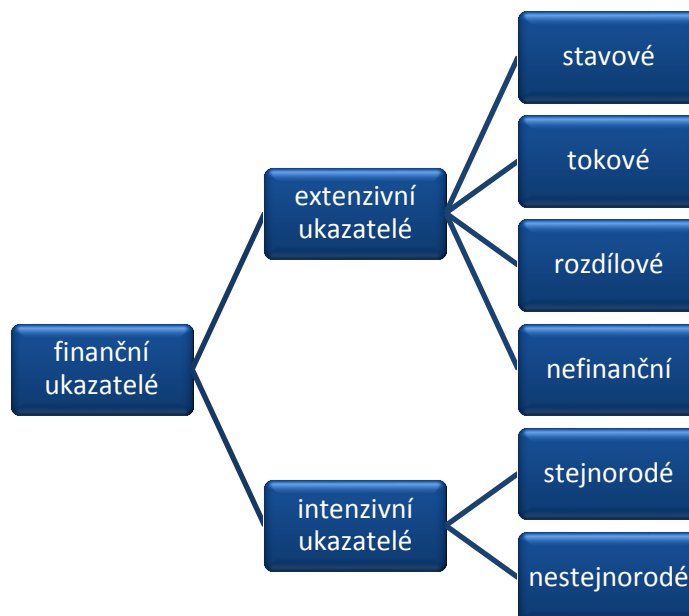 stavové
tokové
extenzivní
ukazatelé
rozdílové
finanční
ukazatelé
nefinanční
stejnorodé
intenzivní
ukazatelé
nestejnorodé